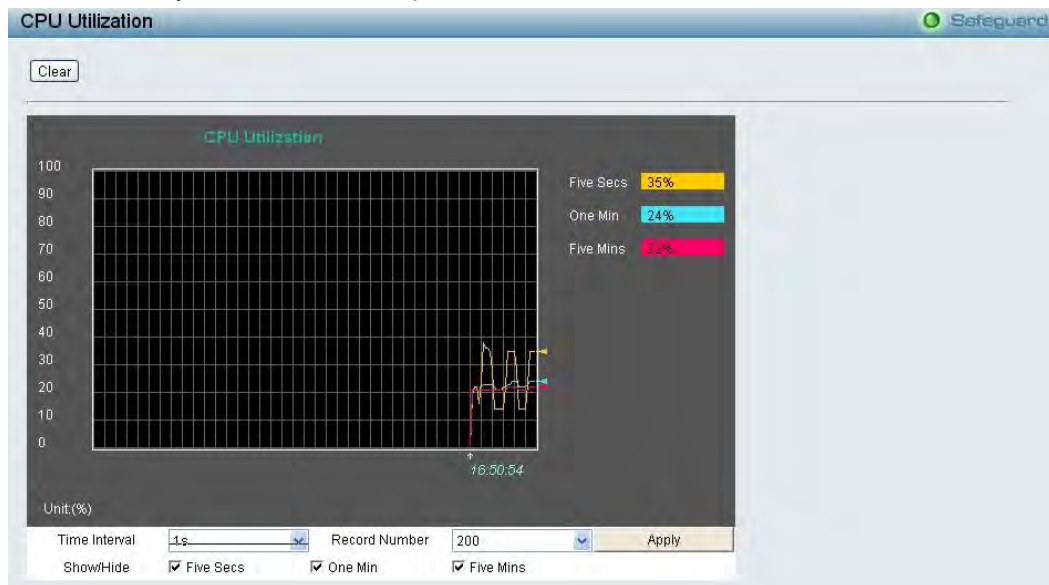 CPU Utilization
Safeguard
Clear
CPU Utilization
100
90
80
70
60
50
40
30
20
10
0
Five Secs 35%
One Min 24%
Five Mins
16:50:54
Unit:(%)
Time Interval 1s Record Number 200 Apply
Show/Hide Five Secs One Min Five Mins